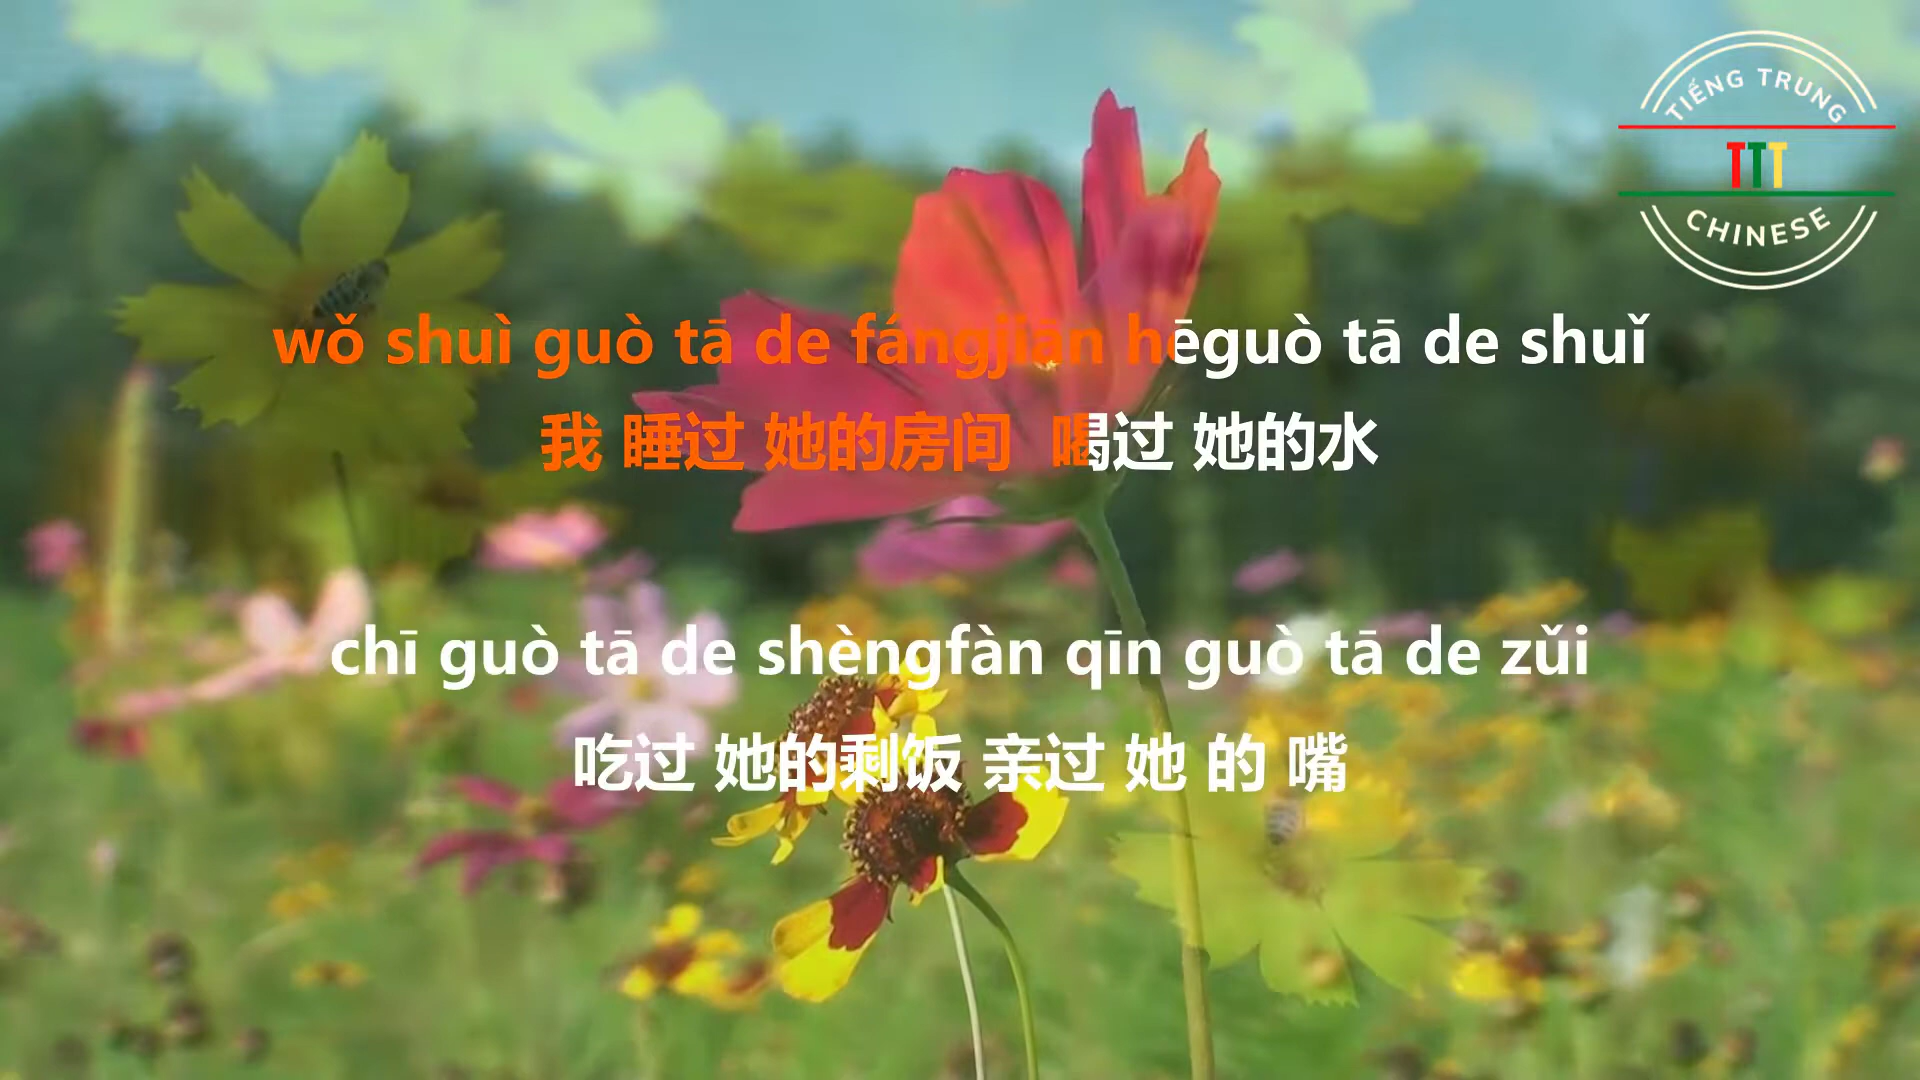 TIẾNG TRUNG
TTT
CHINESE
wǒ shuì guò tā de fángjiān hēguò tā de shuǐ
我 睡过 她的房间 喝过 她的水
chī guò tā de shèngfàn qīn guò tā de zǔi
吃过 她的剩饭 亲过 她 的 嘴